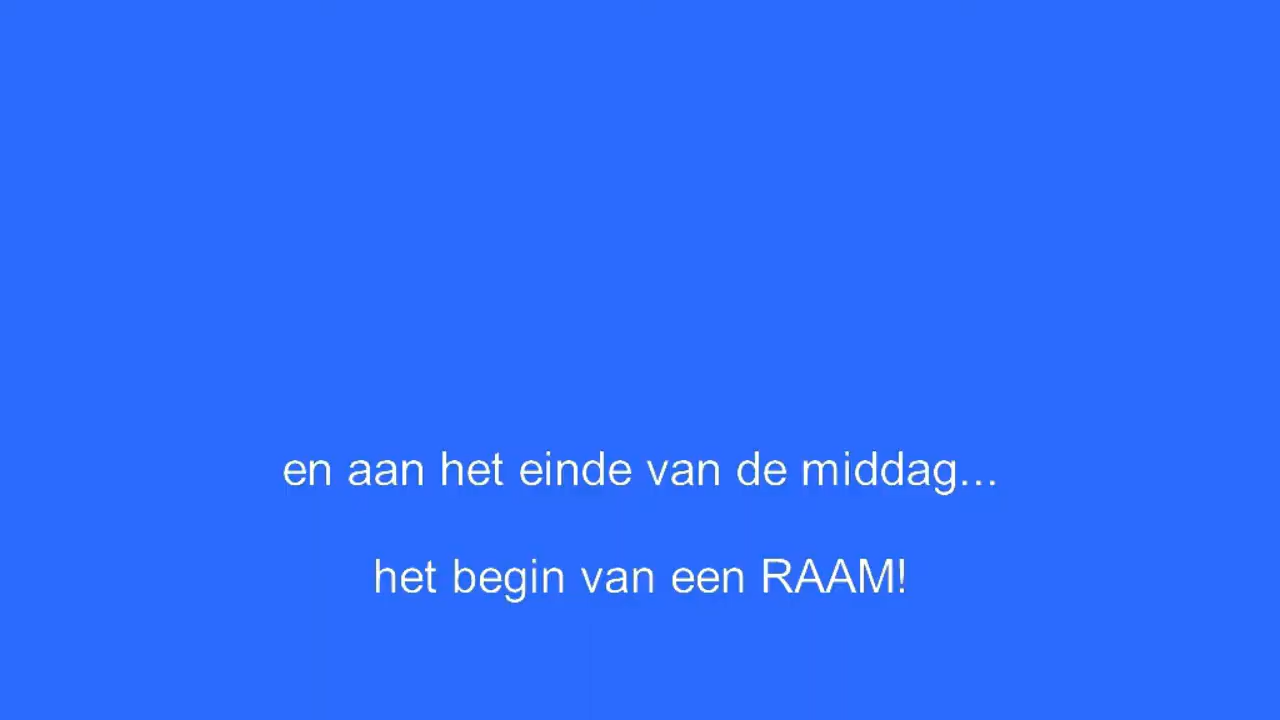 en aan het einde van de middag...
het begin van een RAAM!